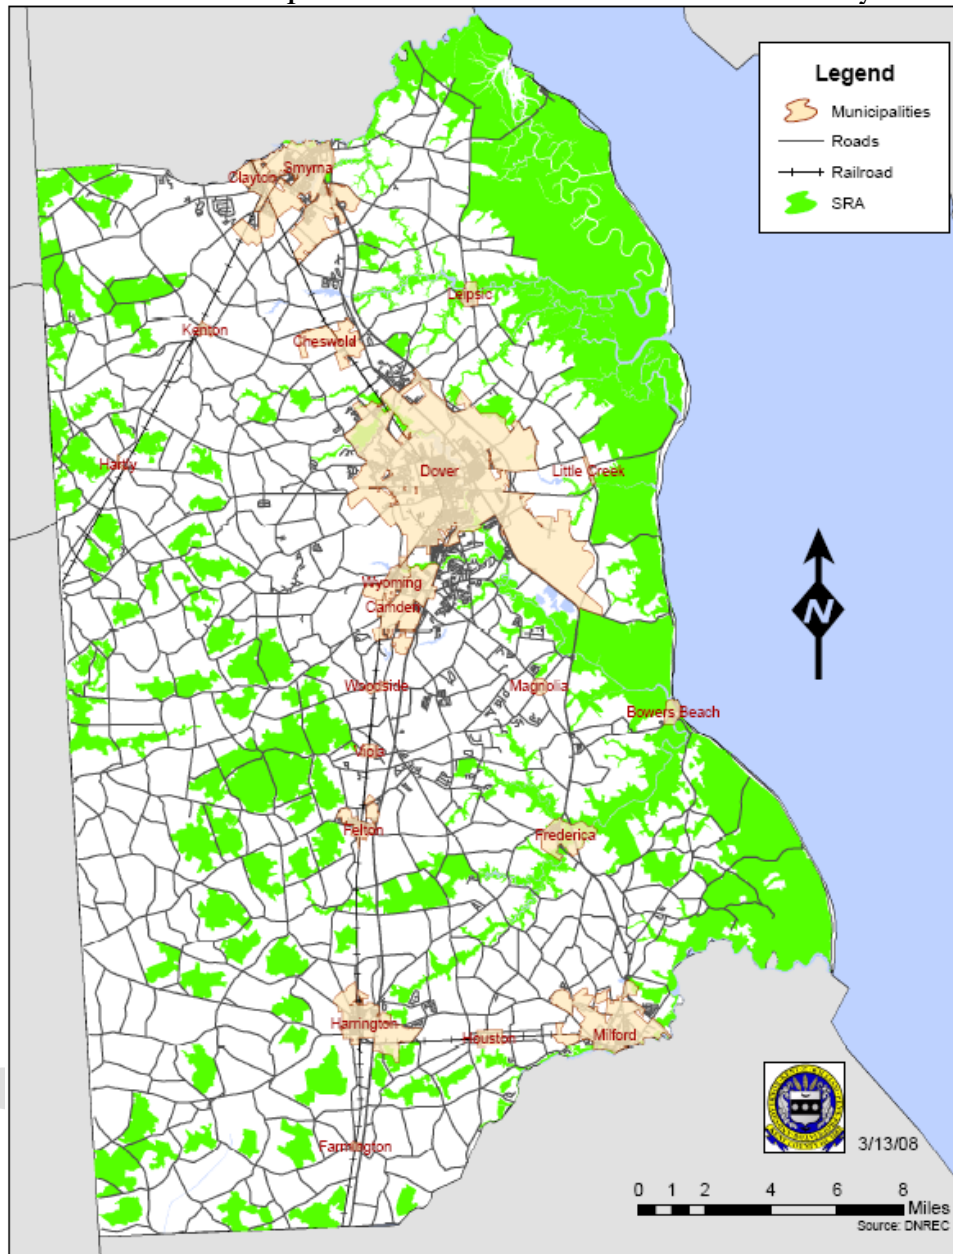 Legend
Municipalities
Roads
Railroad
SRA
Smyrna
Clayton
Leipsic
Kenton
Cheswold
Hartly
Dover
Little Creek
Wyoming
Camden
Woodside
Magnolia
Bowers Beach
Viola
Felton
Frederica
Harrington
Houston
Milford
Farmington
N
3/13/08
0 1 2 4 6 8
Miles
Source: DNREC